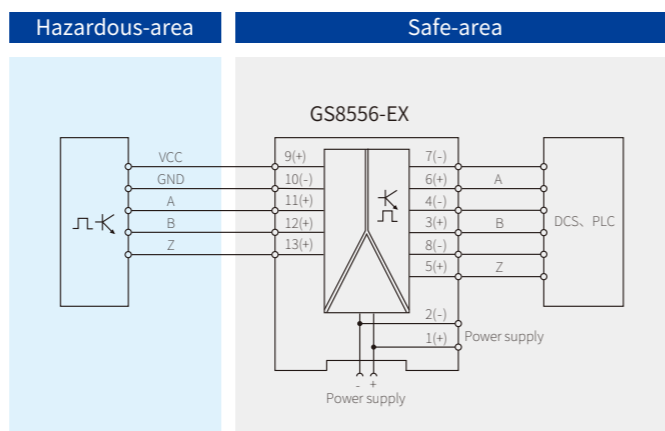 Hazardous-area
Safe-area
GS8556-EX
VCC
GND
A
B
Z
9(+)
10(-)
11(+)
12(+)
13(+)
7(-)
6(+)
4(-)
3(+)
8(-)
5(+)
2(-)
1(+)
A
B
Z
DCS、PLC
Power supply
- +
Power supply